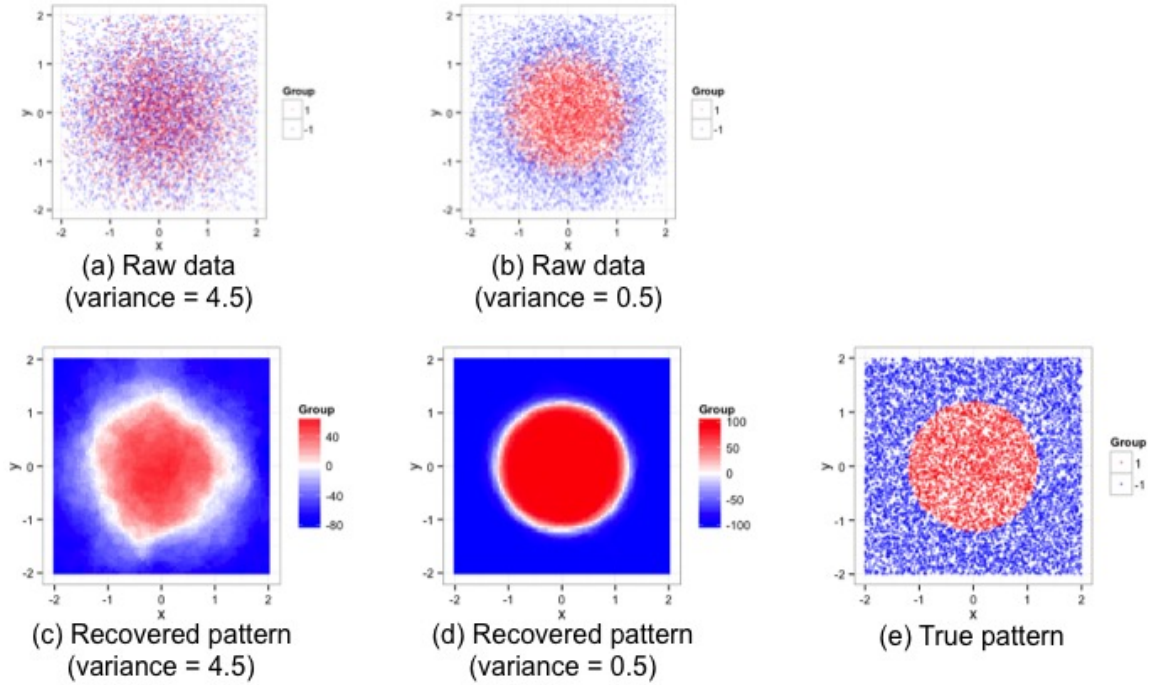 2
1
0
-1
-2
y
-2 -1 0 1 2
x
Group
1
-1
(a) Raw data
(variance = 4.5)
2
1
0
-1
-2
y
-2 -1 0 1 2
x
Group
1
-1
(b) Raw data
(variance = 0.5)
2
1
0
-1
-2
y
-2 -1 0 1 2
x
Group
40
0
-40
-80
(c) Recovered pattern
(variance = 4.5)
2
1
0
-1
-2
y
-2 -1 0 1 2
x
Group
100
50
0
-50
-100
(d) Recovered pattern
(variance = 0.5)
2
1
0
-1
-2
y
-2 -1 0 1 2
x
Group
1
-1
(e) True pattern